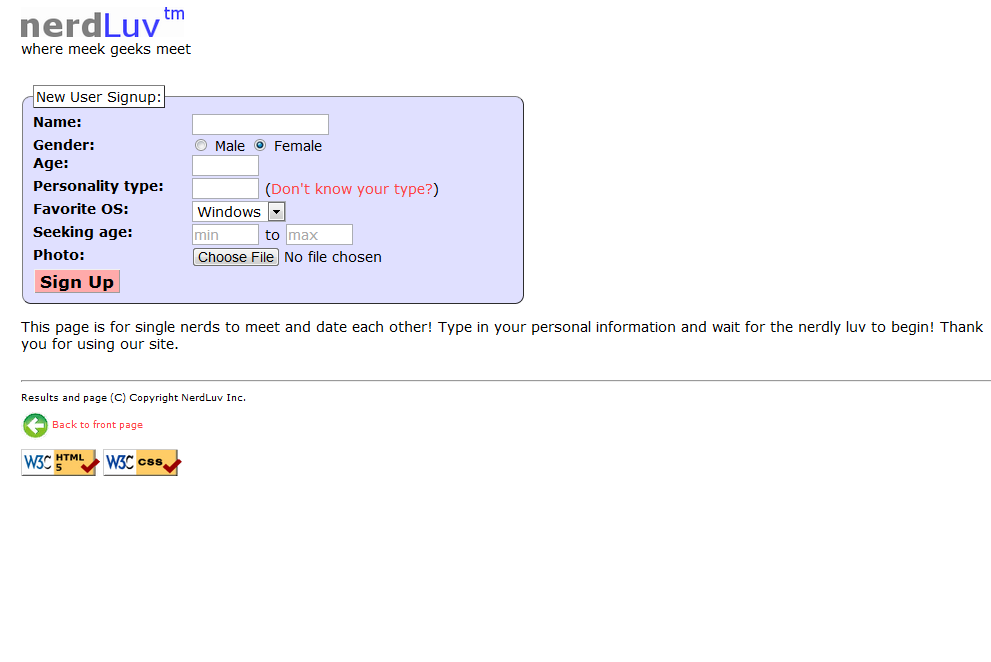 nerdLuv tm
where meek geeks meet
New User Signup:
Name:
Gender: Male Female
Age:
Personality type: (Don't know your type?)
Favorite OS: Windows
Seeking age: min to max
Photo: Choose File No file chosen
Sign Up
This page is for single nerds to meet and date each other! Type in your personal information and wait for the nerdly luv to begin! Thank
you for using our site.
Results and page (C) Copyright NerdLuv Inc.
Back to front page
W3C HTML 5 W3C css